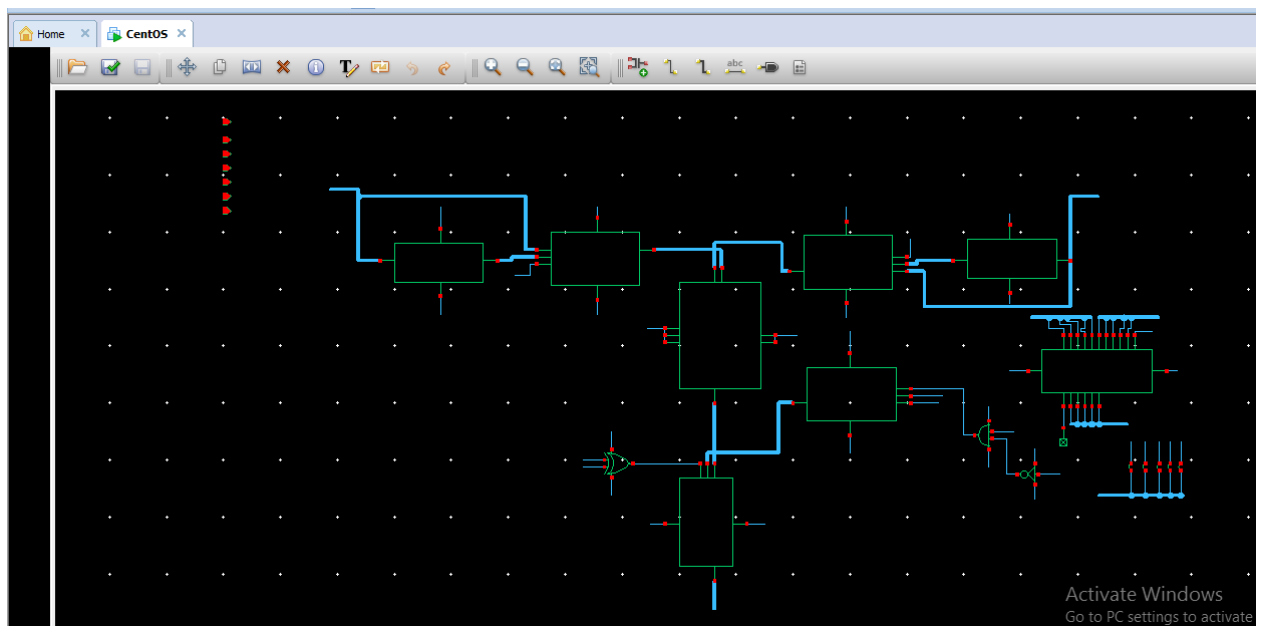 Home
CentOS
T
abc
Activate Windows
Go to PC settings to activate